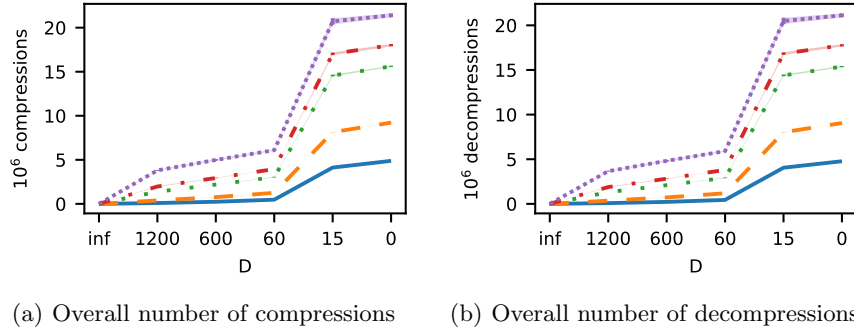 20
15
10
5
0
10⁶ compressions
inf 1200 600 60 15 0
D
(a) Overall number of compressions
20
15
10
5
0
10⁶ decompressions
inf 1200 600 60 15 0
D
(b) Overall number of decompressions